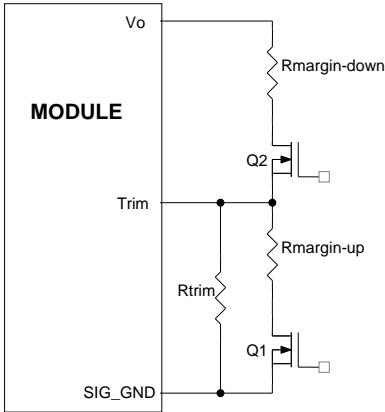 Vo
Rmargin-down
MODULE
Q2
Trim
Rmargin-up
Rtrim
Q1
SIG_GND